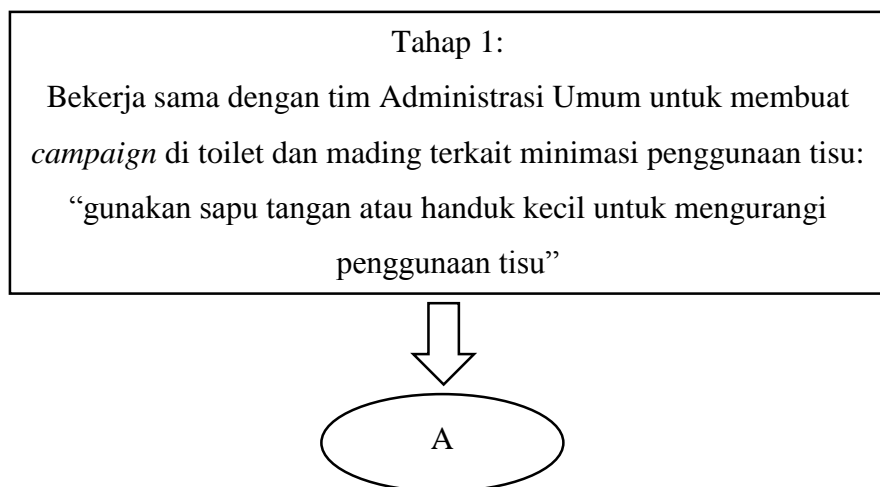 Tahap 1:
Bekerja sama dengan tim Administrasi Umum untuk membuat
campaign di toilet dan mading terkait minimasi penggunaan tisu:
“gunakan sapu tangan atau handuk kecil untuk mengurangi
penggunaan tisu”
A